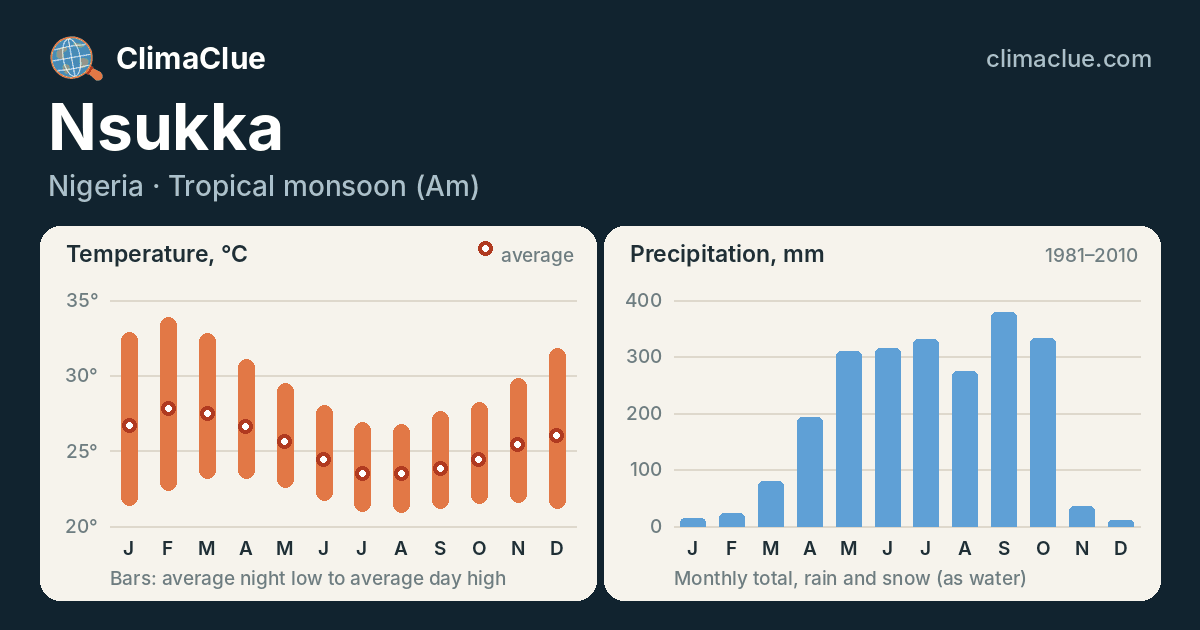 ClimaClue
climaclue.com
Nsukka
Nigeria · Tropical monsoon (Am)
Temperature, °C
average
35°
30°
25°
20°
J F M A M J J A S O N D
Bars: average night low to average day high
Precipitation, mm
1981–2010
400
300
200
100
0
J F M A M J J A S O N D
Monthly total, rain and snow (as water)